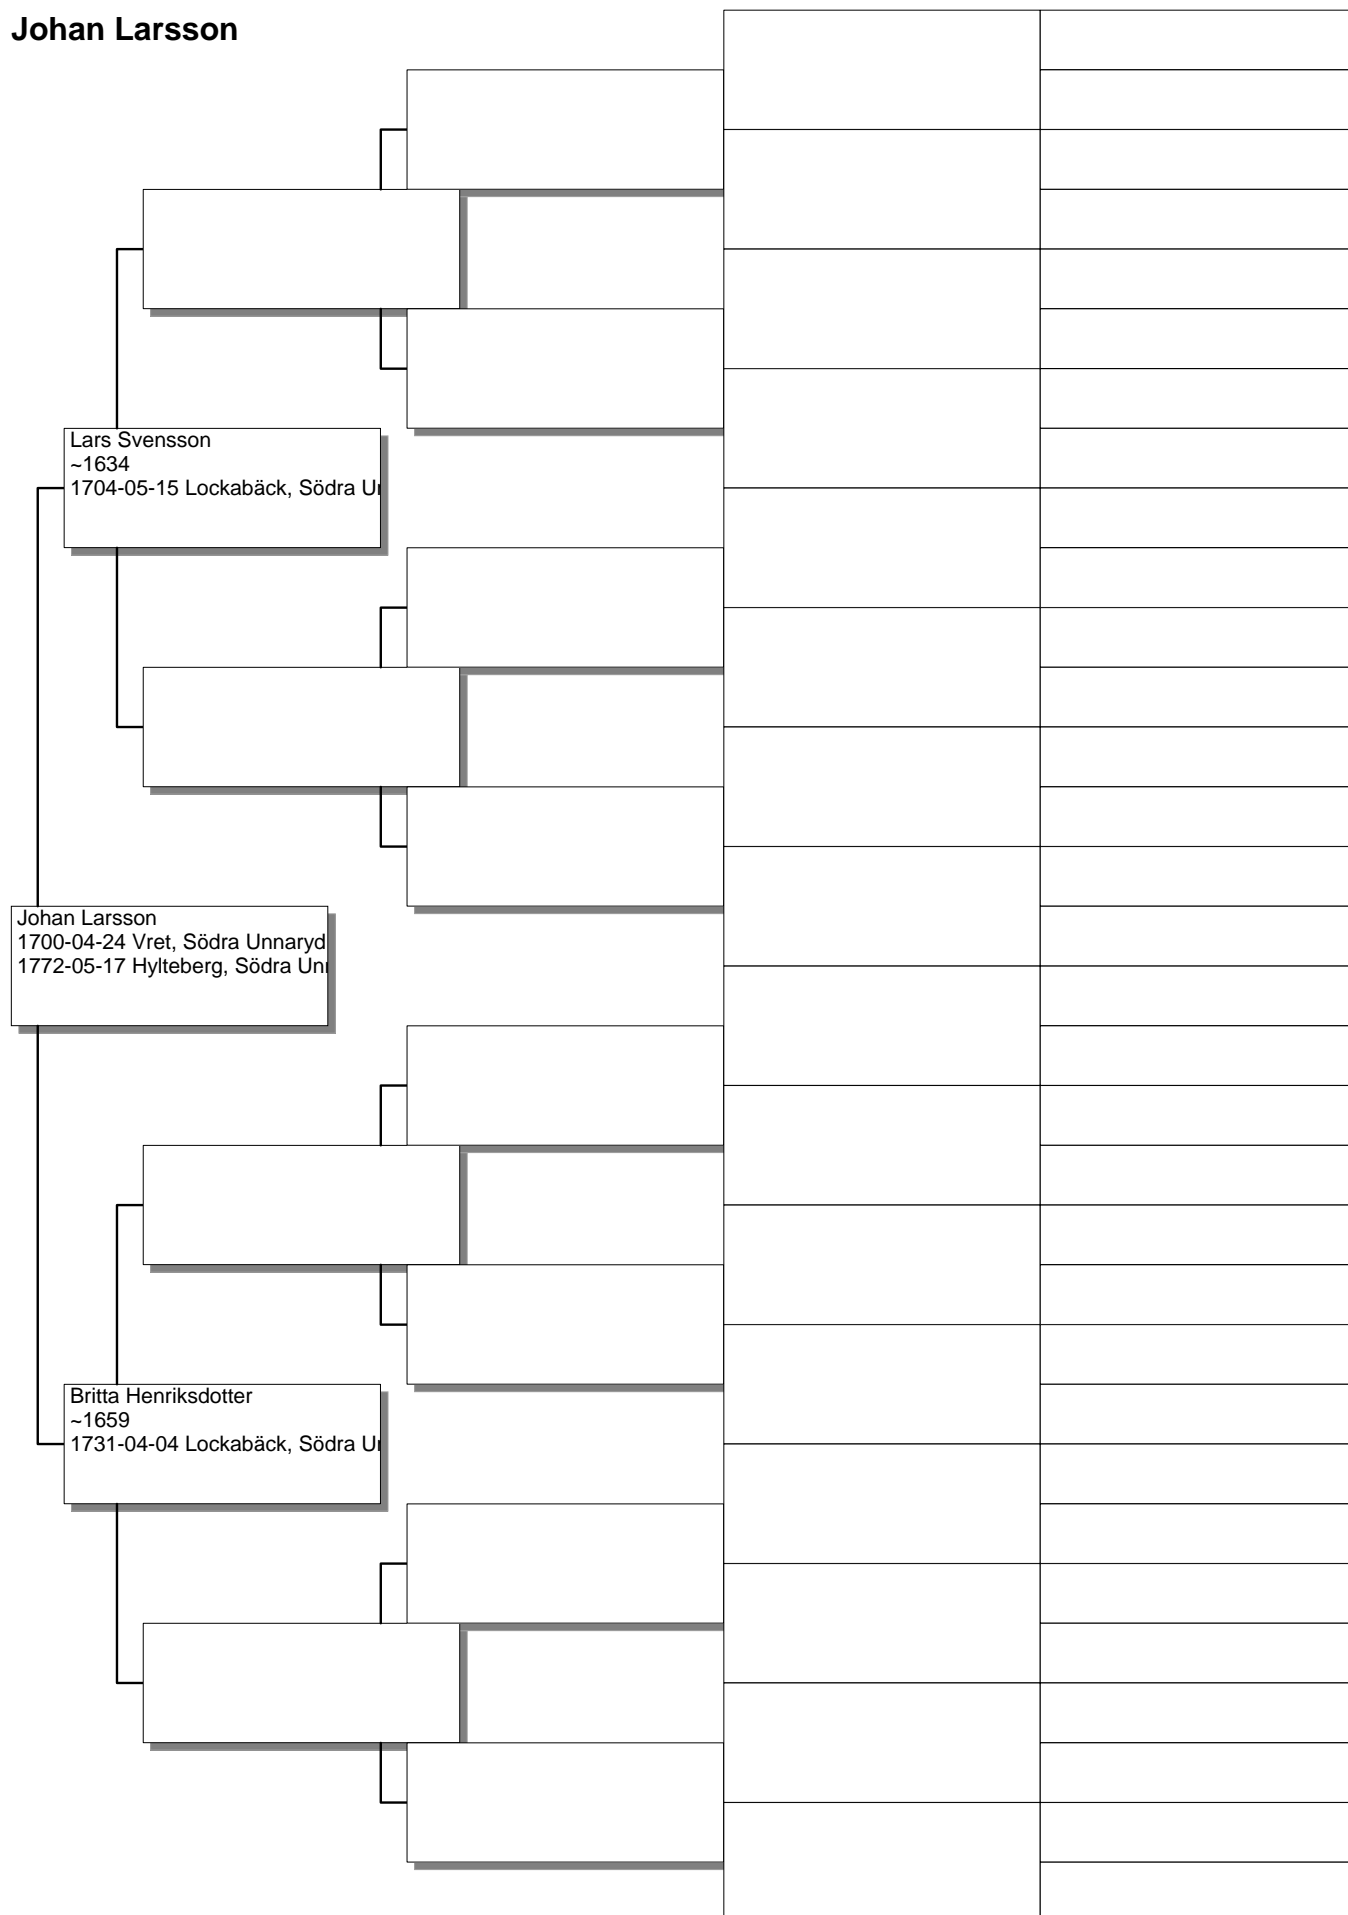 Johan Larsson
Lars Svensson
~1634
1704-05-15 Lockabäck, Södra
Johan Larsson
1700-04-24 Vret, Södra Unnaryd
1772-05-17 Hylteberg, Södra
Britta Henriksdotter
~1659
1731-04-04 Lockabäck, Södra